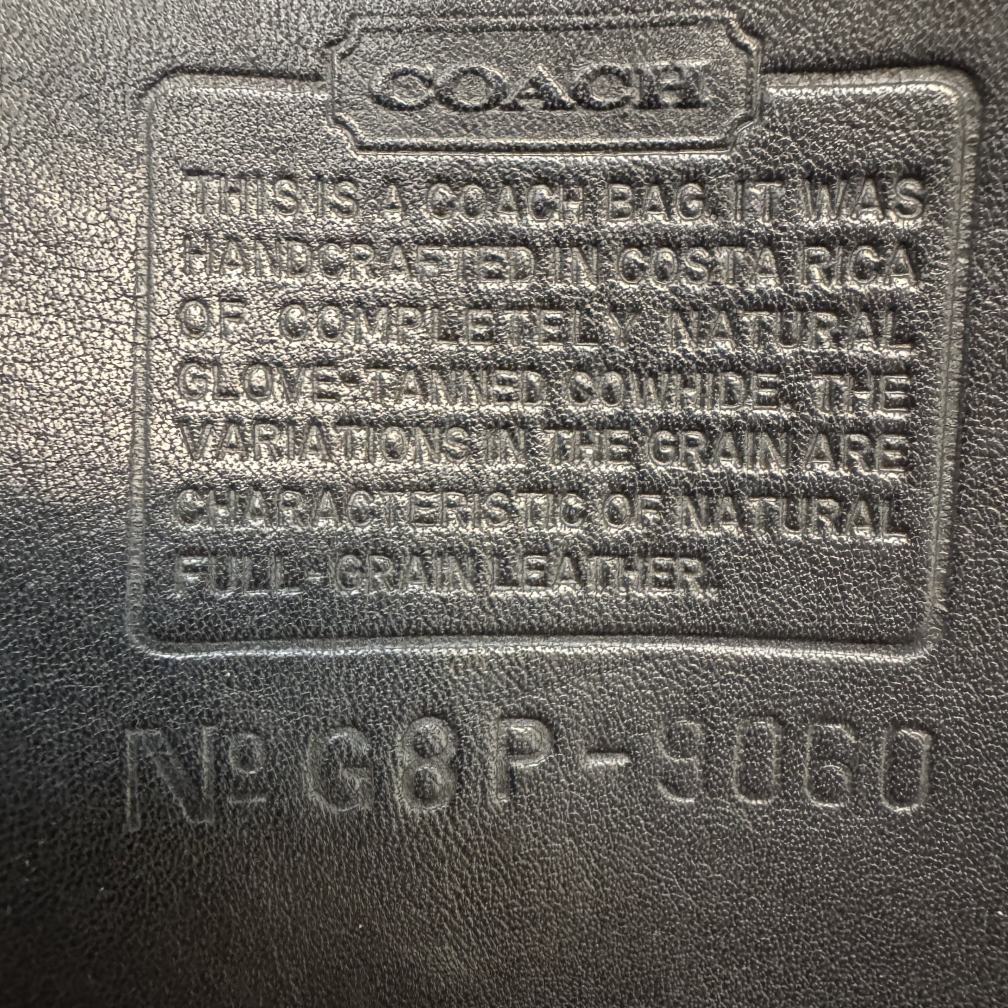 COACH
THIS IS A COACH BAG. IT WAS
HANDCRAFTED IN COSTA RICA
OF COMPLETELY NATURAL
GLOVE-TANNED COWHIDE. THE
VARIATIONS IN THE GRAIN ARE
CHARACTERISTIC OF NATURAL
FULL-GRAIN LEATHER.
Nº G8P-9060